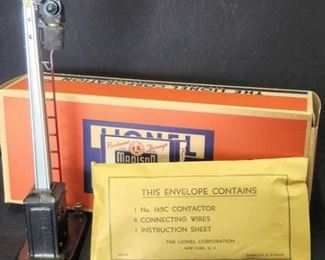 THE LIONEL CORPORATION
LIONEL
MADISON
THIS ENVELOPE CONTAINS
1 No. 145C CONTACTOR
4 CONNECTING WIRES
1 INSTRUCTION SHEET
THE LIONEL CORPORATION
NEW YORK, N. Y.